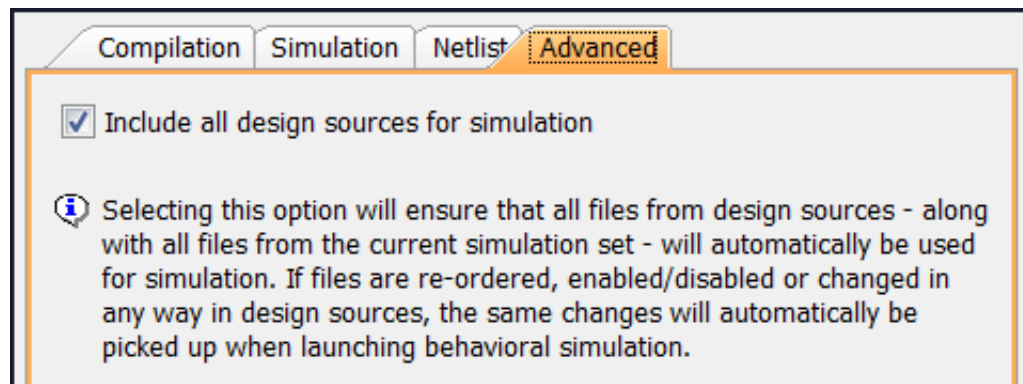 Compilation Simulation Netlist Advanced
Include all design sources for simulation
Selecting this option will ensure that all files from design sources - along
with all files from the current simulation set - will automatically be used
for simulation. If files are re-ordered, enabled/disabled or changed in
any way in design sources, the same changes will automatically be
picked up when launching behavioral simulation.